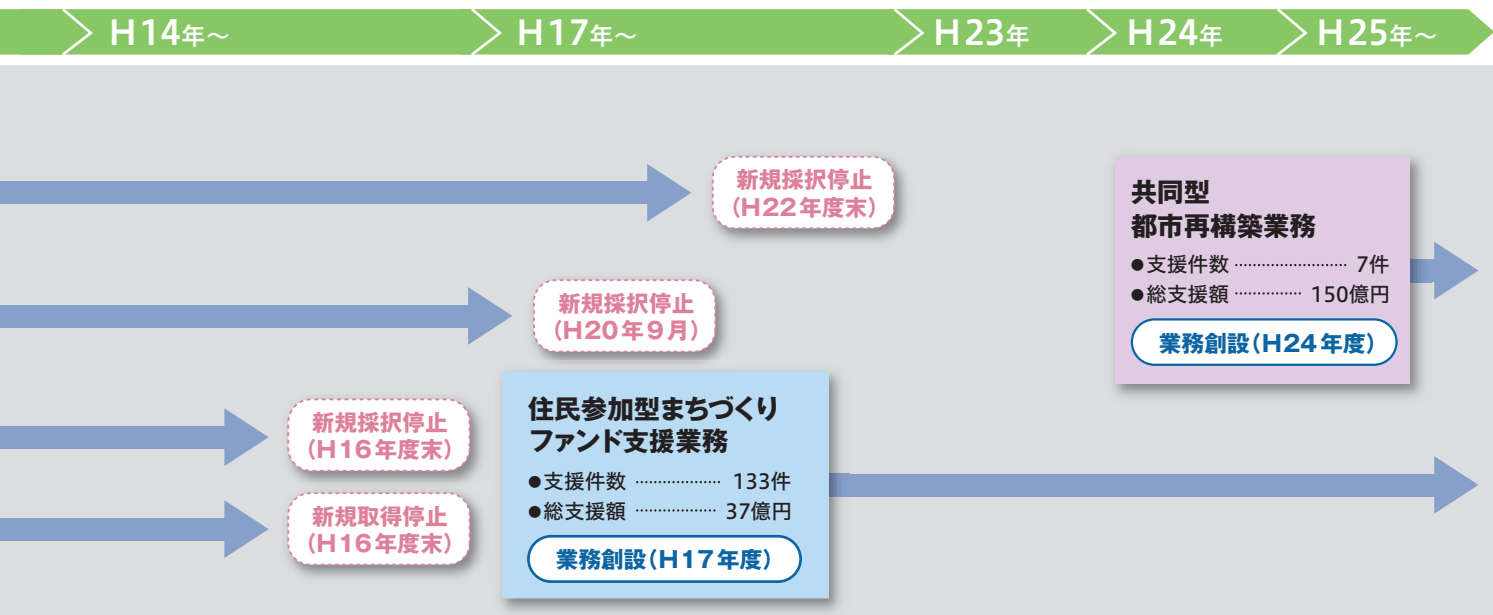 H14年～
H17年～
H23年
H24年
H25年～
新規採択停止
（H22年度末）
共同型
都市再構築業務
●支援件数 ························ 7件
●総支援額 ·············· 150億円
業務創設（H24年度）
新規採択停止
（H20年9月）
新規採択停止
（H16年度末）
新規取得停止
（H16年度末）
住民参加型まちづくり
ファンド支援業務
●支援件数 ·················· 133件
●総支援額 ················· 37億円
業務創設（H17年度）